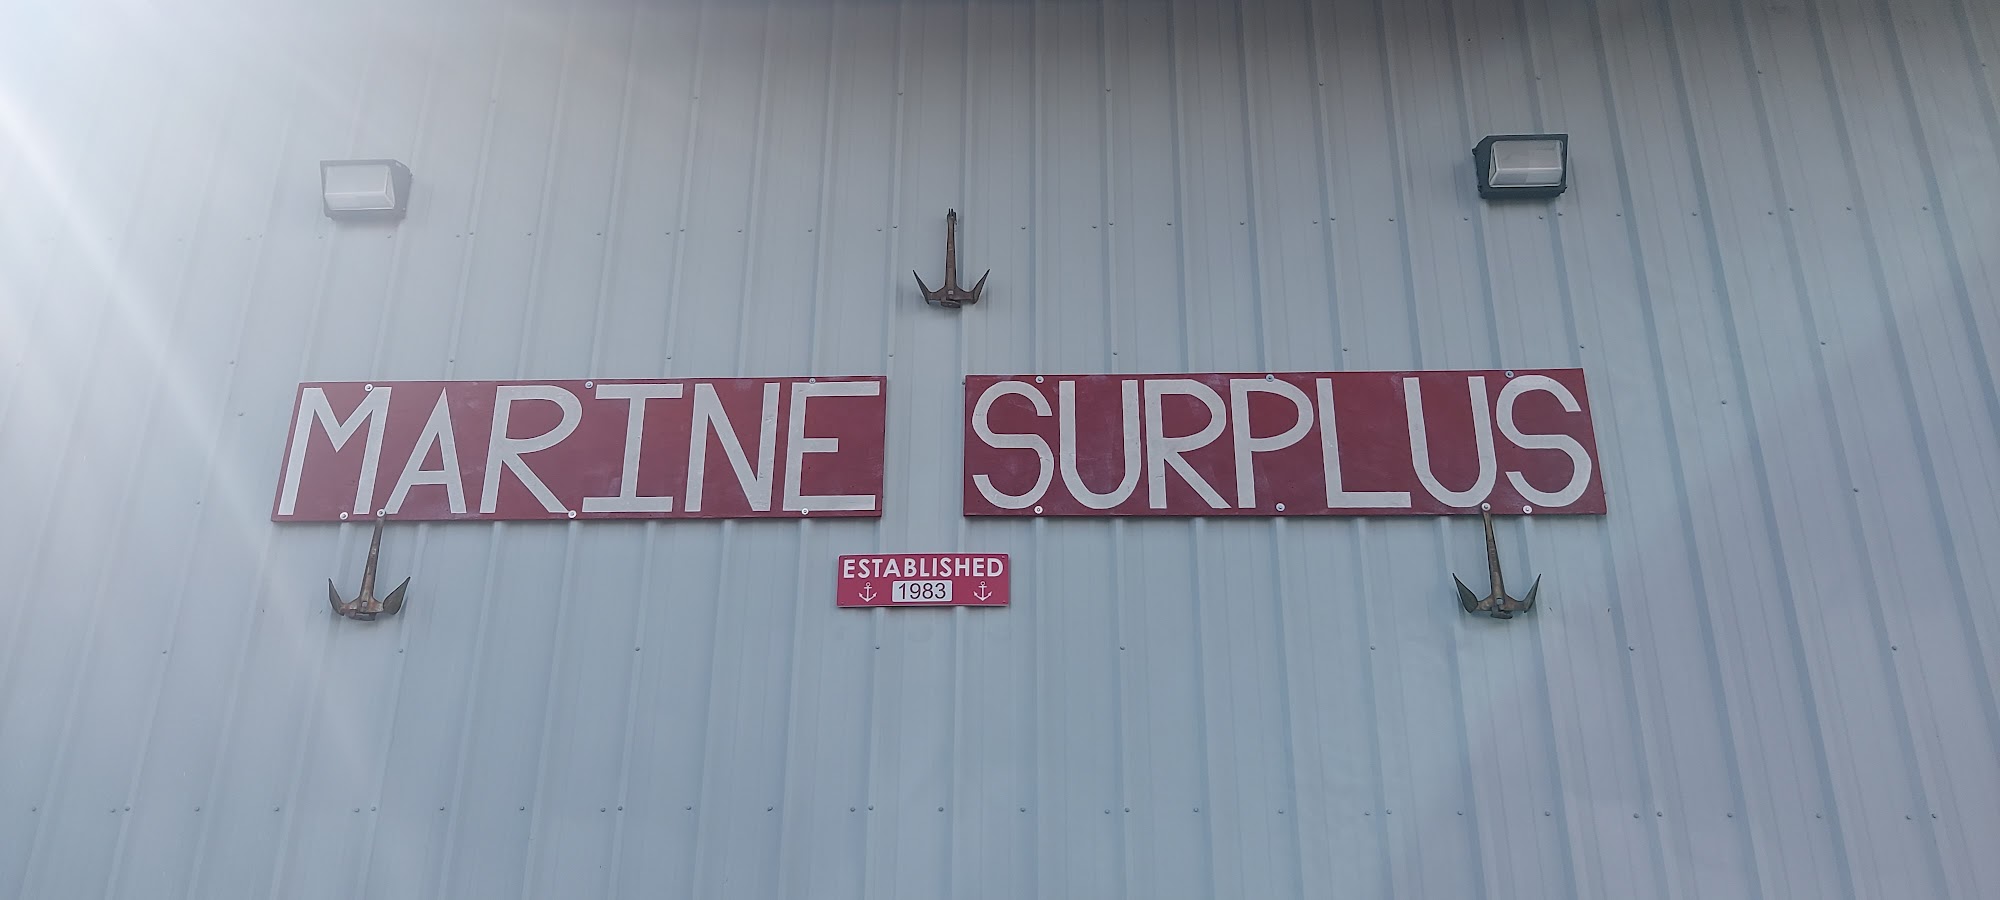 MARINE SURPLUS
ESTABLISHED
1983